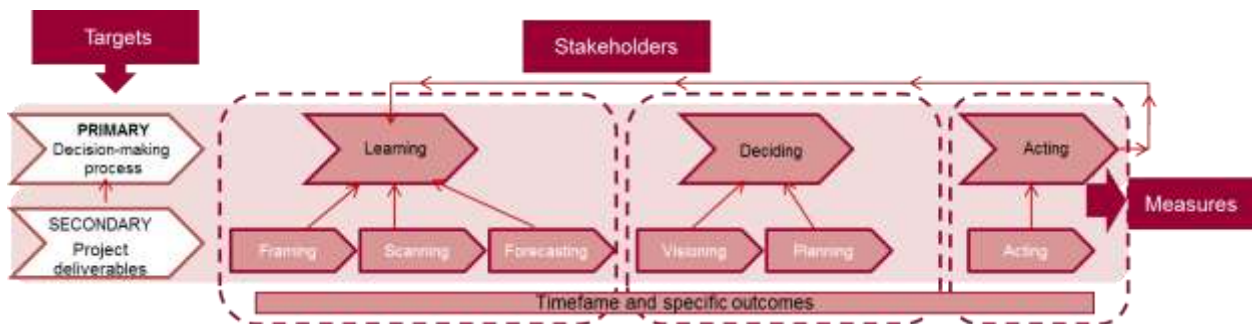 Targets
Stakeholders
PRIMARY
Decision-making
process
Learning
Deciding
Acting
Measures
SECONDARY
Project
deliverables
Framing
Scanning
Forecasting
Visioning
Planning
Acting
Timefame and specific outcomes